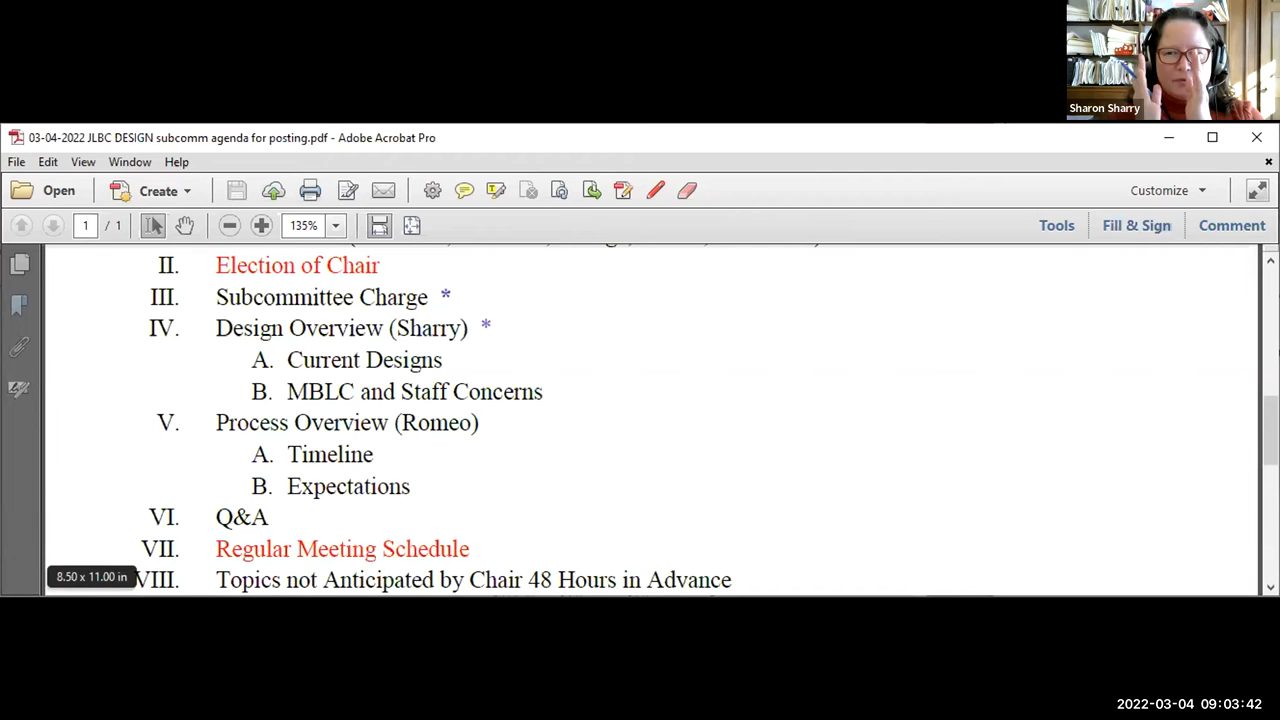 Sharon Sharry
03-04-2022 JLBC DESIGN subcomm agenda for posting.pdf - Adobe Acrobat Pro
File Edit View Window Help
Open Create Customize
1 / 1 135% Tools Fill & Sign Comment
II. Election of Chair
III. Subcommittee Charge *
IV. Design Overview (Sharry) *
A. Current Designs
B. MBLC and Staff Concerns
V. Process Overview (Romeo)
A. Timeline
B. Expectations
VI. Q&A
VII. Regular Meeting Schedule
8.50 x 11.00 in
VIII. Topics not Anticipated by Chair 48 Hours in Advance
2022-03-04 09:03:42